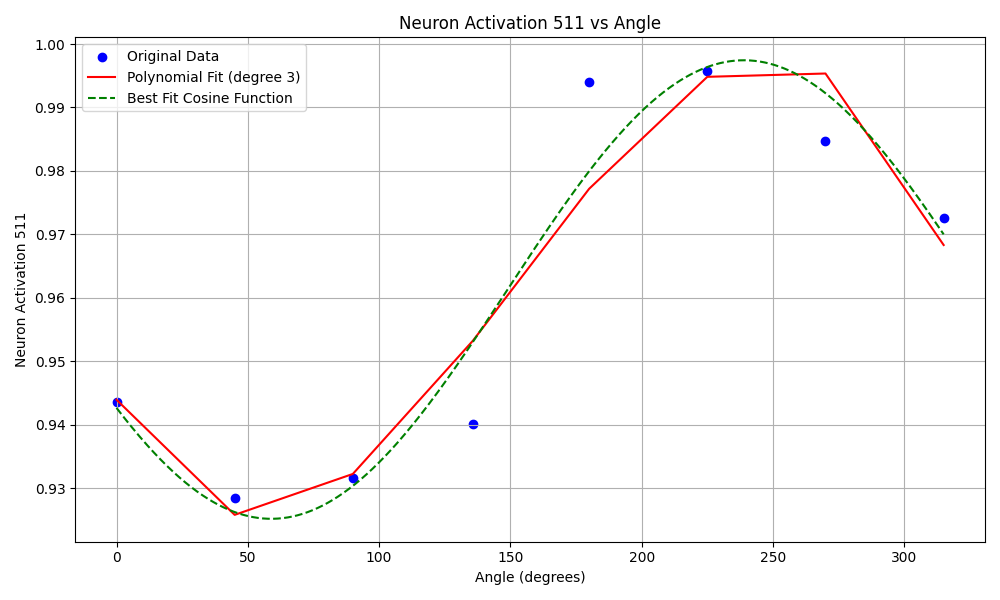 Neuron Activation 511 vs Angle
Original Data
Polynomial Fit (degree 3)
Best Fit Cosine Function
Neuron Activation 511
1.00
0.99
0.98
0.97
0.96
0.95
0.94
0.93
0
50
100
150
200
250
300
Angle (degrees)